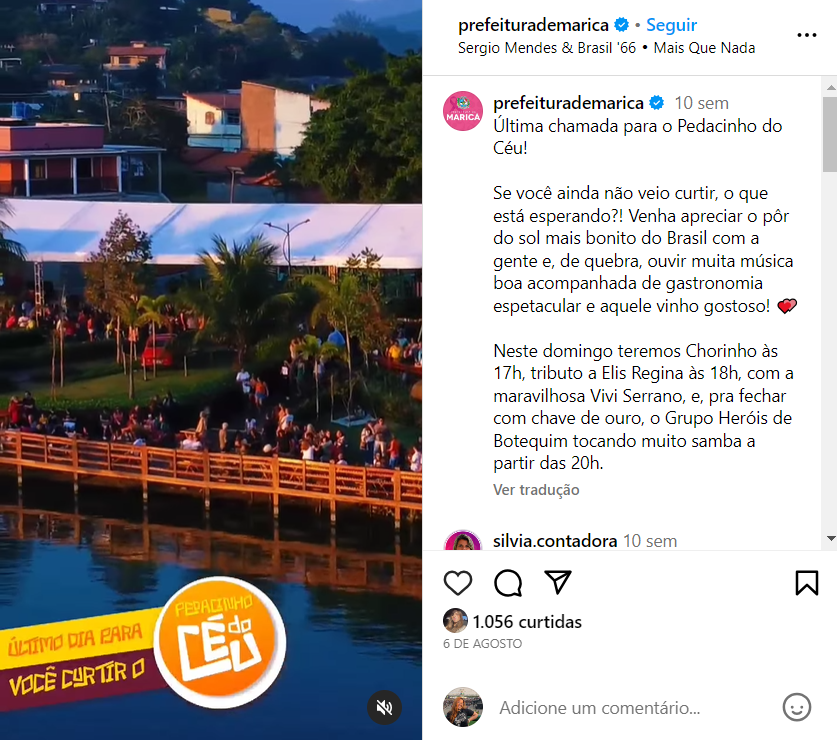 prefeiturademarica • Seguir
Sergio Mendes & Brasil '66 • Mais Que Nada
MARICÁ
prefeiturademarica 10 sem
Última chamada para o Pedacinho do
Céu!
Se você ainda não veio curtir, o que
está esperando?! Venha apreciar o pôr
do sol mais bonito do Brasil com a
gente e, de quebra, ouvir muita música
boa acompanhada de gastronomia
espetacular e aquele vinho gostoso!
Neste domingo teremos Chorinho às
17h, tributo a Elis Regina às 18h, com a
maravilhosa Vivi Serrano, e, pra fechar
com chave de ouro, o Grupo Heróis de
Botequim tocando muito samba a
partir das 20h.
Ver tradução
silvia.contadora 10 sem
1.056 curtidas
6 DE AGOSTO
Adicione um comentário...
ÚLTIMO DIA PARA
VOCÊ CURTIR O
PEDACINHO
do
CÉU